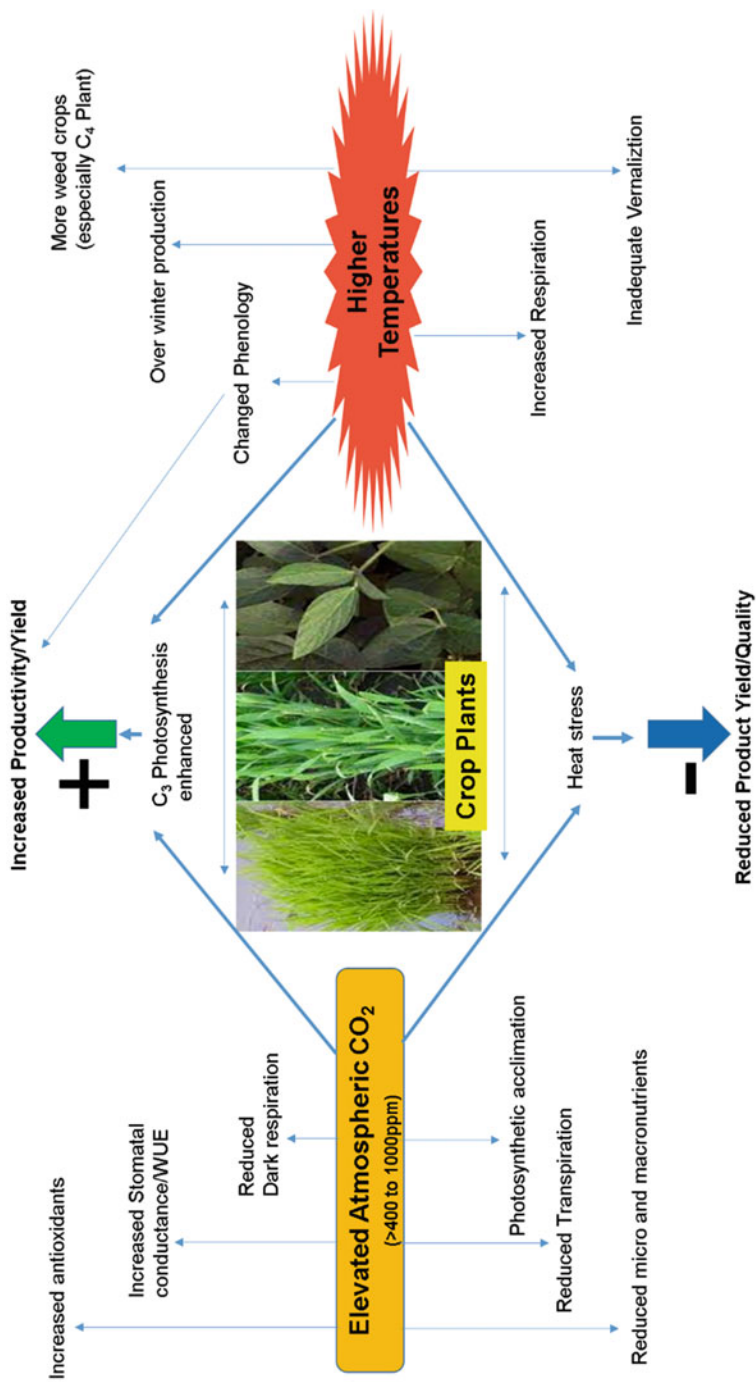 Increased antioxidants
Increased Stomatal
conductance/WUE
Reduced
Dark respiration
Elevated Atmospheric CO₂
(>400 to 1000ppm)
Photosynthetic acclimation
Reduced Transpiration
Reduced micro and macronutrients
Increased Productivity/Yield
+
C₃ Photosynthesis
enhanced
Crop Plants
Heat stress
-
Reduced Product Yield/Quality
More weed crops
(especially C₄ Plant)
Over winter production
Changed Phenology
Higher
Temperatures
Increased Respiration
Inadequate Vernaliztion